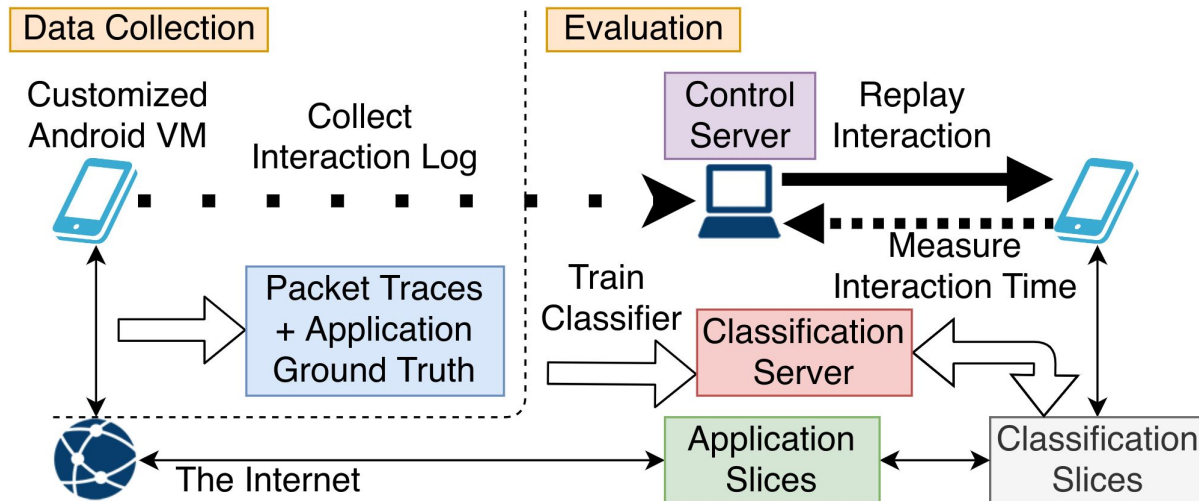 Data Collection
Evaluation
Customized
Android VM
Collect
Interaction Log
Control
Server
Replay
Interaction
Measure
Interaction Time
Packet Traces
+ Application
Ground Truth
Train
Classifier
Classification
Server
The Internet
Application
Slices
Classification
Slices